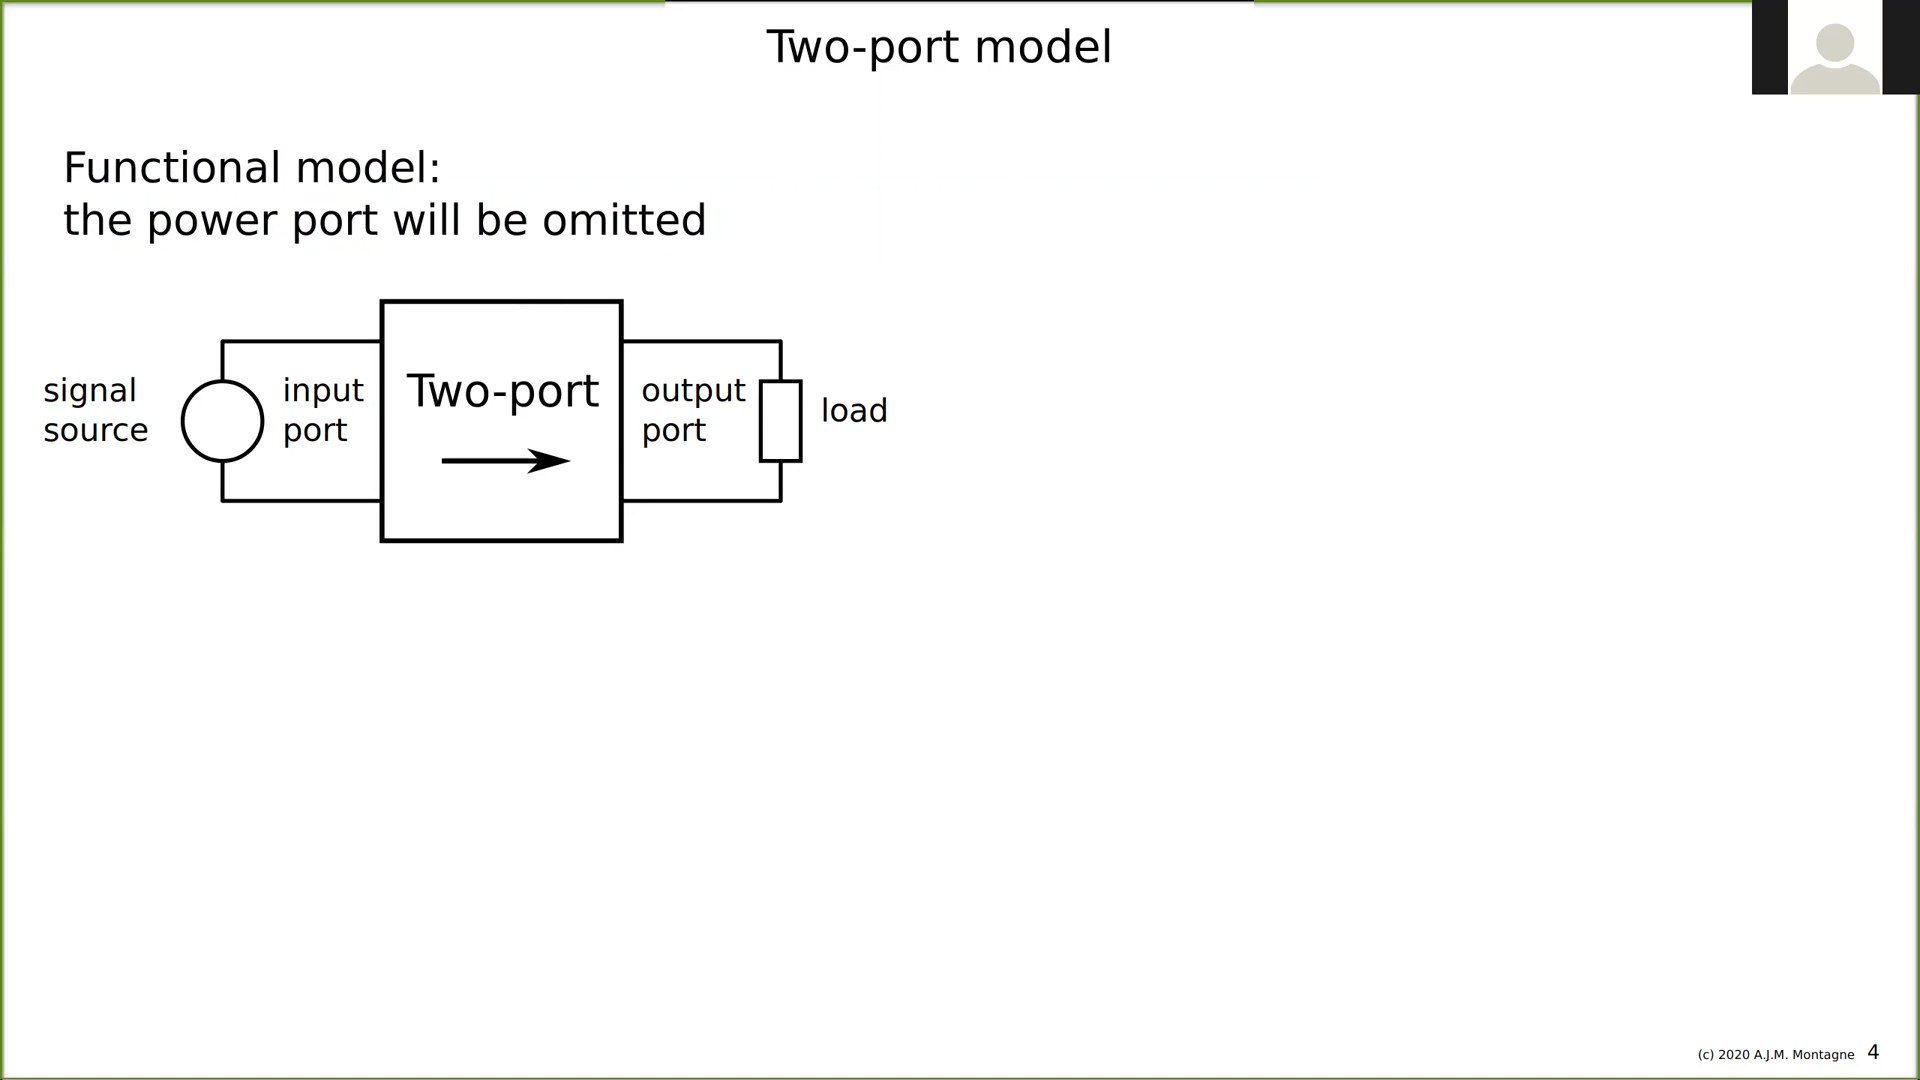 Two-port model
Functional model:
the power port will be omitted
signal
source
input
port
Two-port
output
port
load
(c) 2020 A.J.M. Montagne 4